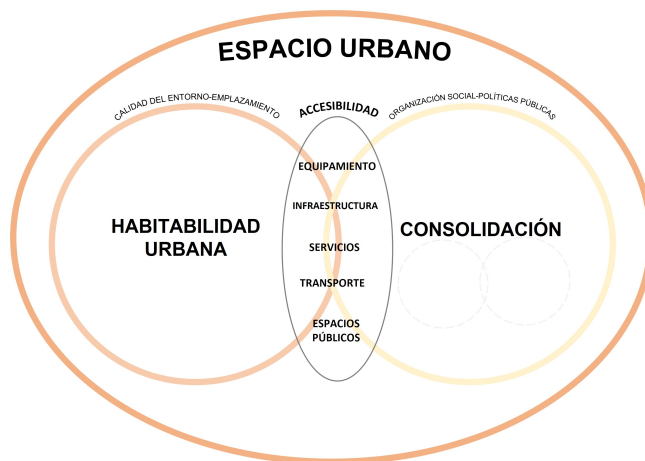 ESPACIO URBANO
CALIDAD DEL ENTORNO-EMPLAZAMIENTO
ACCESIBILIDAD
ORGANIZACIÓN SOCIAL-POLÍTICAS PÚBLICAS
EQUIPAMIENTO
INFRAESTRUCTURA
HABITABILIDAD
URBANA
CONSOLIDACIÓN
SERVICIOS
TRANSPORTE
ESPACIOS
PÚBLICOS